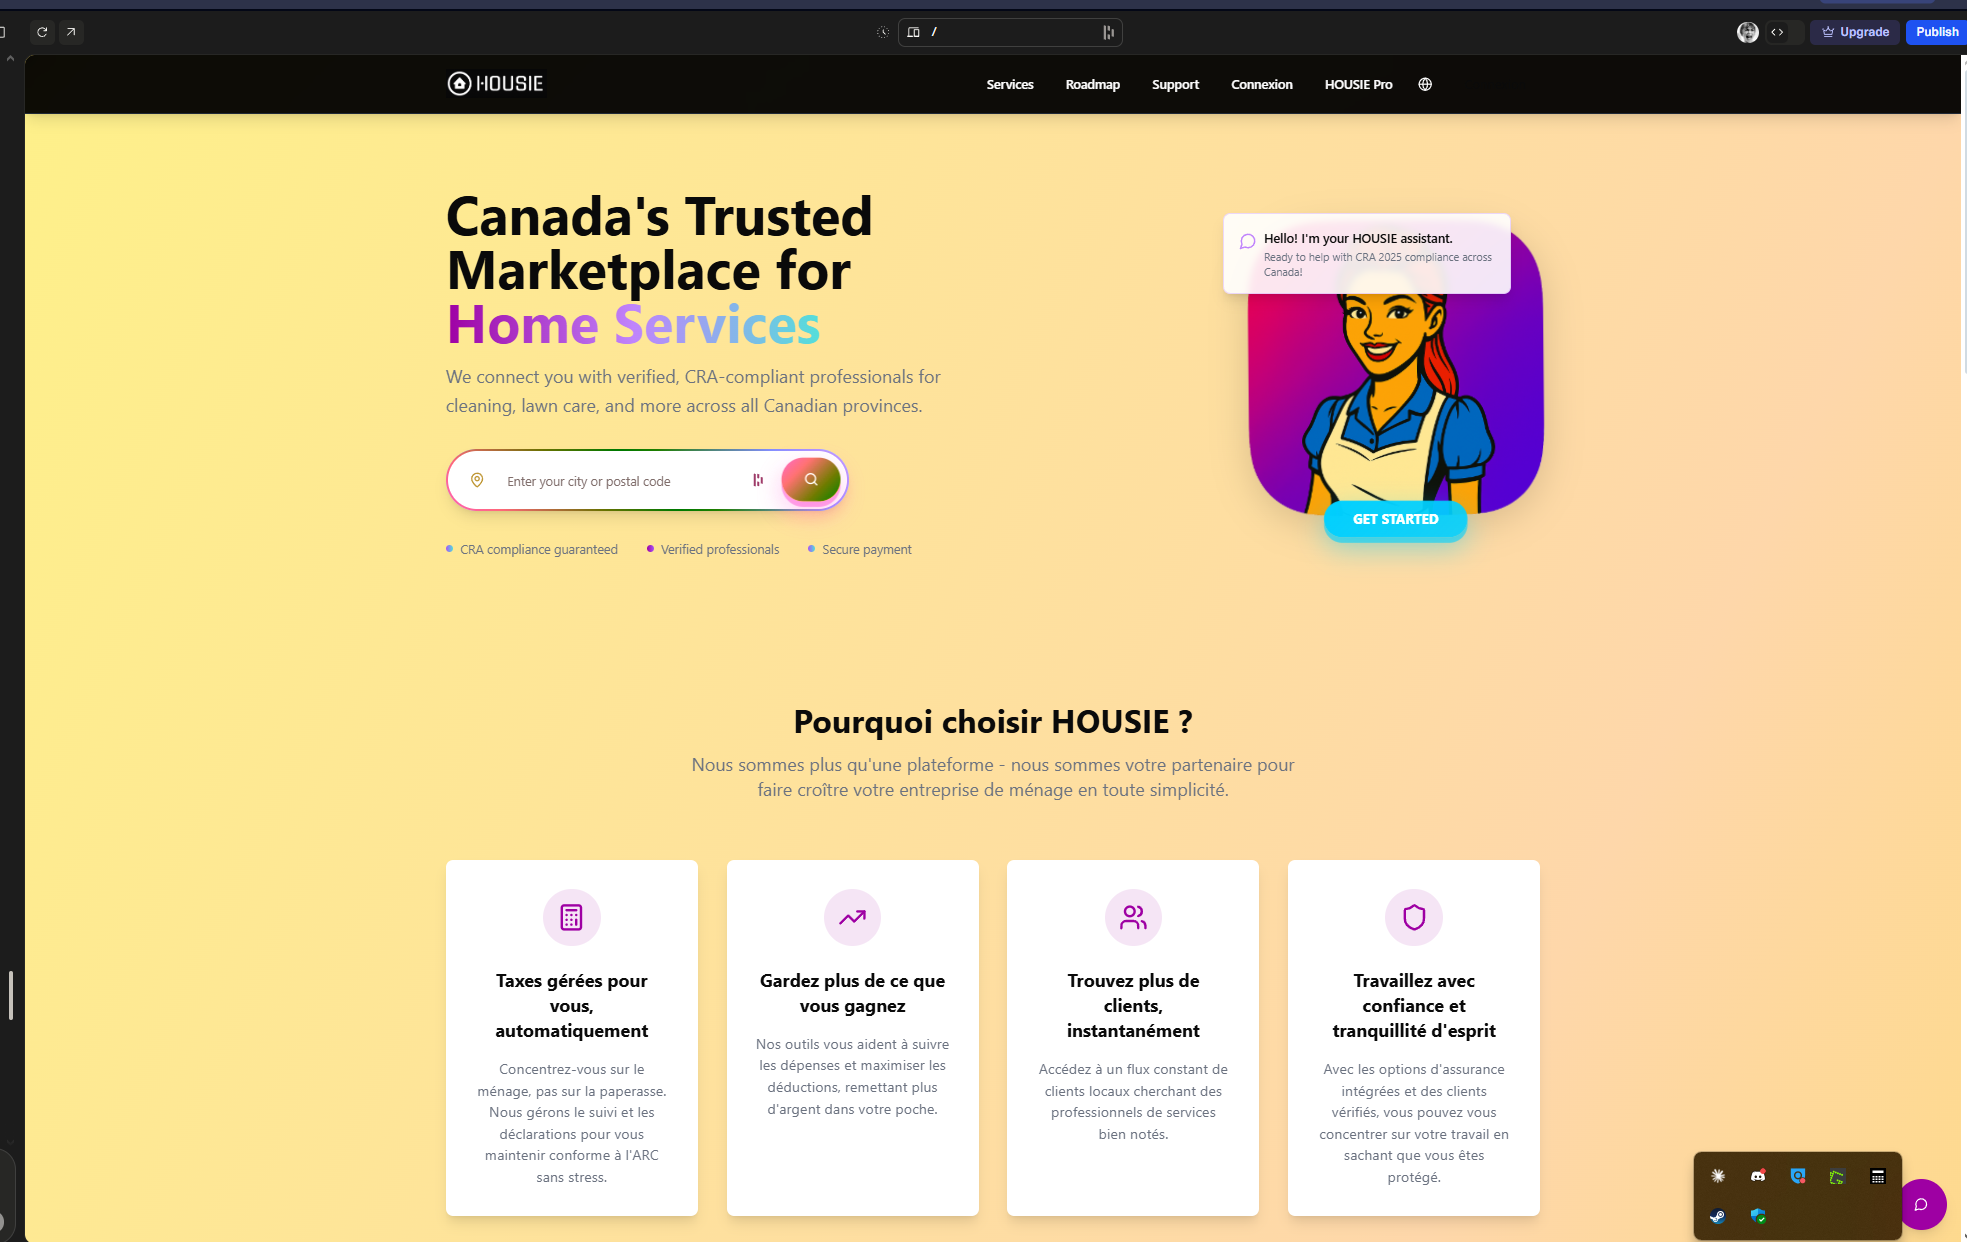 /
Upgrade
Publish
HOUSIE
Services
Roadmap
Support
Connexion
HOUSIE Pro
Canada's Trusted
Marketplace for
Home Services
We connect you with verified, CRA-compliant professionals for
cleaning, lawn care, and more across all Canadian provinces.
Enter your city or postal code
CRA compliance guaranteed
Verified professionals
Secure payment
Hello! I'm your HOUSIE assistant.
Ready to help with CRA 2025 compliance across
Canada!
GET STARTED
Pourquoi choisir HOUSIE ?
Nous sommes plus qu'une plateforme - nous sommes votre partenaire pour
faire croître votre entreprise de ménage en toute simplicité.
Taxes gérées pour
vous,
automatiquement
Concentrez-vous sur le
ménage, pas sur la paperasse.
Nous gérons le suivi et les
déclarations pour vous
maintenir conforme à l'ARC
sans stress.
Gardez plus de ce que
vous gagnez
Nos outils vous aident à suivre
les dépenses et maximiser les
déductions, remettant plus
d'argent dans votre poche.
Trouvez plus de
clients,
instantanément
Accédez à un flux constant de
clients locaux cherchant des
professionnels de services
bien notés.
Travaillez avec
confiance et
tranquillité d'esprit
Avec les options d'assurance
intégrées et des clients
vérifiés, vous pouvez vous
concentrer sur votre travail en
sachant que vous êtes
protégé.